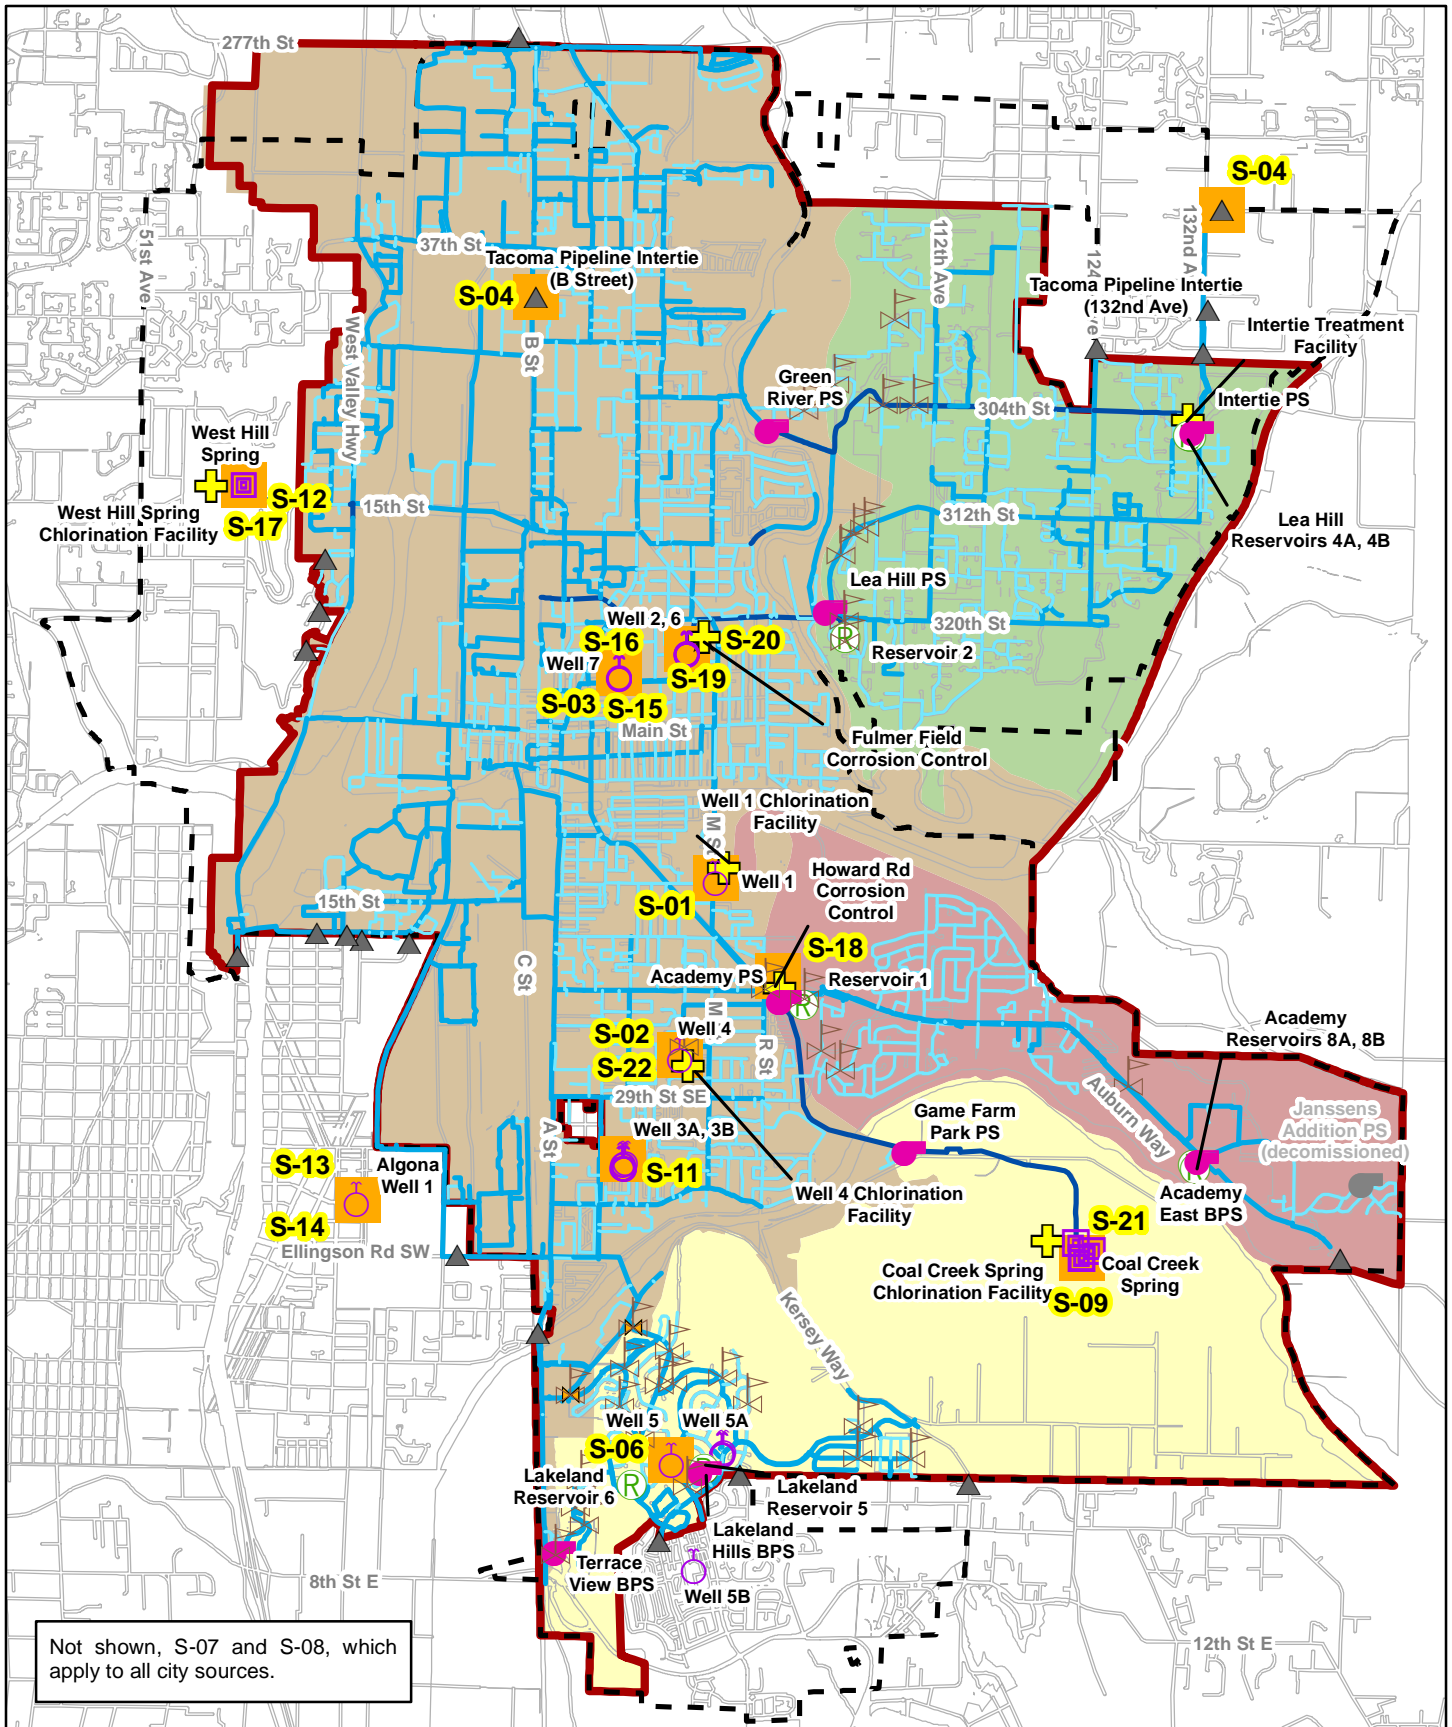 277th St
S-04
51st Ave
37th St
Tacoma Pipeline Intertie
(B Street)
S-04
112th Ave
132nd A
124
ve
Tacoma Pipeline Intertie
(132nd Ave)
Intertie Treatment
Facility
West Valley Hwy
B St
Green
River PS
304th St
Intertie PS
West Hill
Spring
S-12
West Hill Spring
Chlorination Facility
S-17
15th St
312th St
Lea Hill
Reservoirs 4A, 4B
Lea Hill PS
Well 2, 6
S-16
S-20
320th St
R
Reservoir 2
Well 7
S-19
S-03
S-15
Main St
Fulmer Field
Corrosion Control
Well 1 Chlorination
Facility
M St
Well 1
Howard Rd
Corrosion
Control
S-01
15th St
S-18
C St
Academy PS
Reservoir 1
R
S-02
Well 4
M
R St
S-22
Academy
Reservoirs 8A, 8B
29th St SE
Auburn Way
Game Farm
Park PS
Janssens
Addition PS
(decomissioned)
A St
Well 3A, 3B
S-11
S-13
Algona
Well 1
Well 4 Chlorination
Facility
Academy
East BPS
S-14
S-21
Ellingson Rd SW
Coal Creek Spring
Chlorination Facility
Coal Creek
Spring
S-09
Kersey Way
Well 5
Well 5A
S-06
Lakeland
Reservoir 6
R
Lakeland
Reservoir 5
Lakeland
Hills BPS
Terrace
View BPS
8th St E
Well 5B
Not shown, S-07 and S-08, which
apply to all city sources.
12th St E